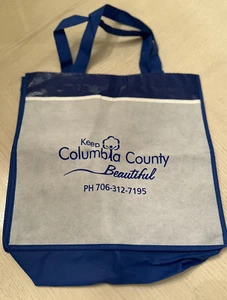 Keep
Columbia County
Beautiful
PH 706-312-7195